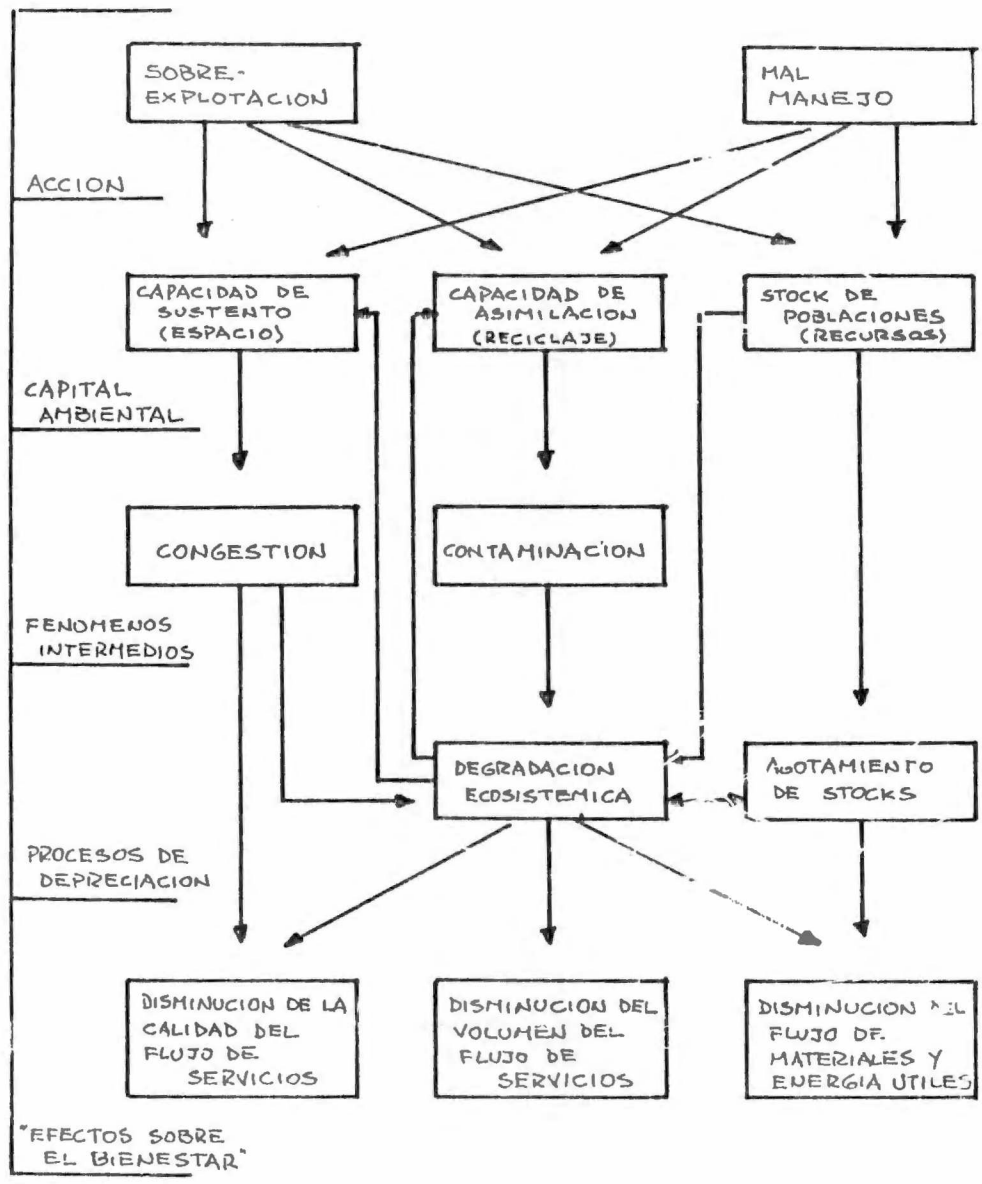 SOBRE-
EXPLOTACION
MAL
MANEJO
ACCION
CAPACIDAD DE
SUSTENTO
(ESPACIO)
CAPACIDAD DE
ASIMILACION
(RECICLAJE)
STOCK DE
POBLACIONES
(RECURSOS)
CAPITAL
AMBIENTAL
CONGESTION
CONTAMINACION
FENOMENOS
INTERMEDIOS
DEGRADACION
ECOSISTEMICA
AGOTAMIENTO
DE STOCKS
PROCESOS DE
DEPRECIACION
DISMINUCION DE LA
CALIDAD DEL
FLUJO DE
SERVICIOS
DISMINUCION DEL
VOLUMEN DEL
FLUJO DE
SERVICIOS
DISMINUCION DEL
FLUJO DE
MATERIALES Y
ENERGIA UTILES
"EFECTOS SOBRE
EL BIENESTAR"